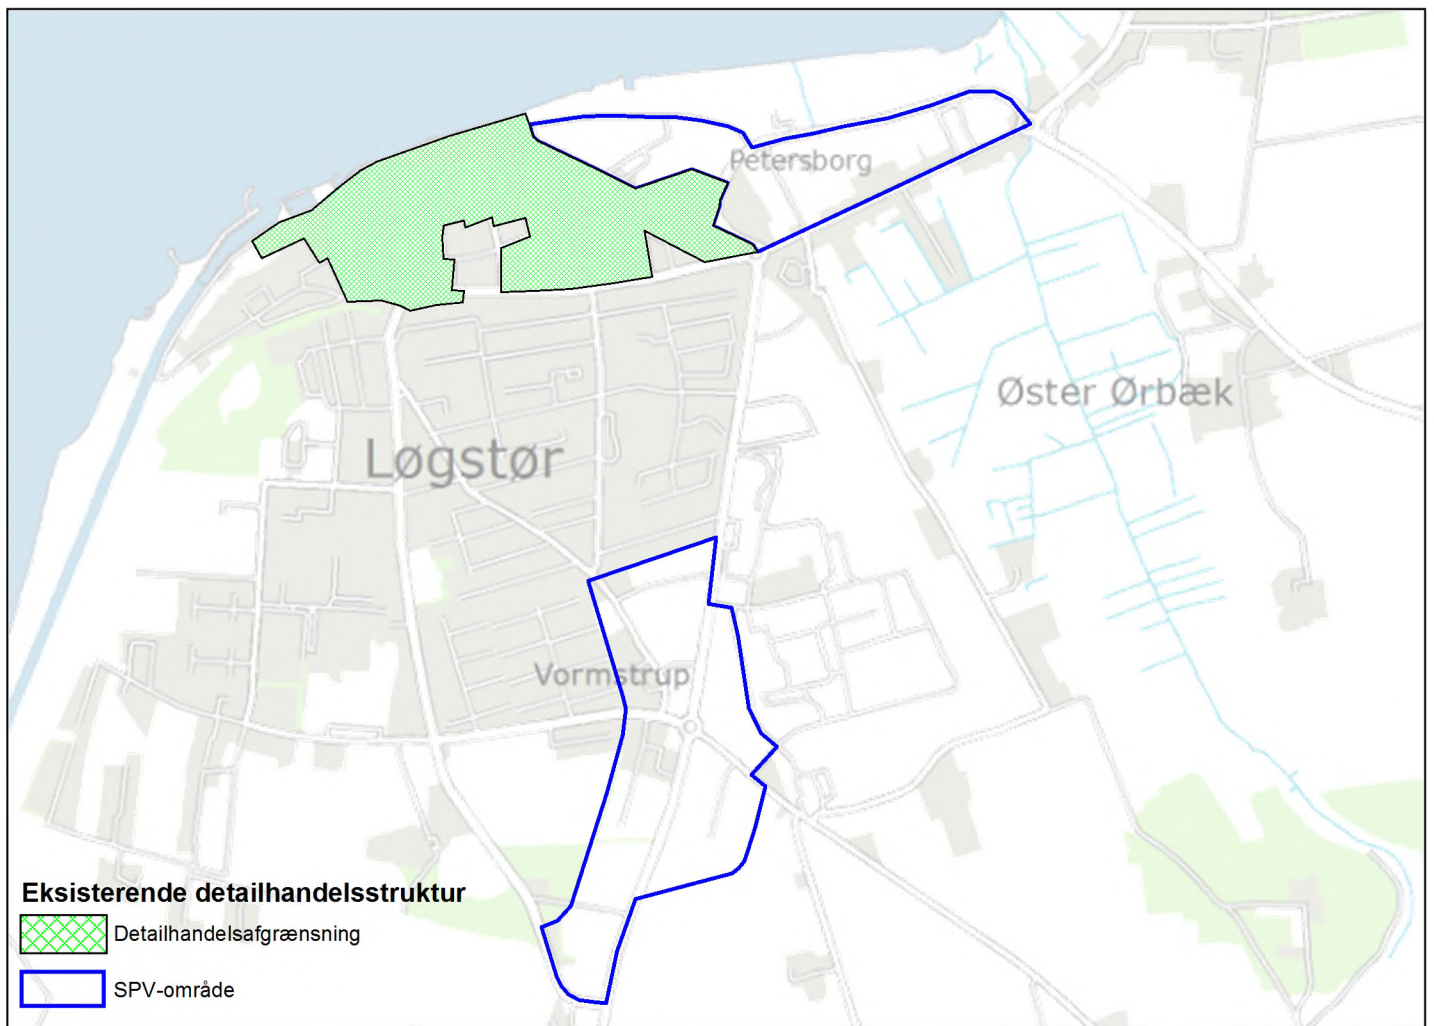 Petersborg
Øster Ørbæk
Løgstør
Vormstrup
Eksisterende detailhandelsstruktur
Detailhandelsafgrænsning
SPV-område